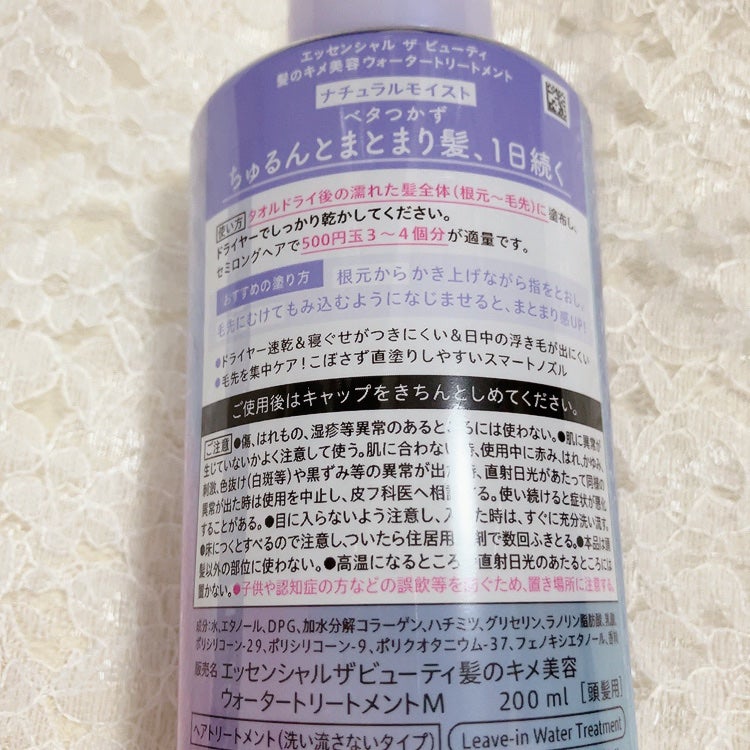 エッセンシャル ザ ビューティ
髪のキメ美容 ウォータートリートメント
ナチュラルモイスト
ベタつかず
ちゅるんとまとまり髪、1日続く
使い方 タオルドライ後の濡れた髪全体(根元~毛先)に塗布し、
ドライヤーでしっかり乾かしてください。
セミロングヘアで500円玉3~4個分が適量です。
おすすめの塗り方 根元からかき上げながら指をとおし、
毛先にむけてもみ込むようになじませると、まとまり感UP!
●ドライヤー速乾&寝ぐせがつきにくい&日中の浮き毛が出にくい
●毛先を集中ケア!こぼさず直塗りしやすいスマートノズル
ご使用後はキャップをきちんとしめてください。
ご注意 ●傷、はれもの、湿疹等異常のあるところには使わない。●肌に異常が
生じていないかよく注意して使う。肌に合わない時、使用中に赤み、はれ、かゆみ、
刺激、色抜け(白斑等)や黒ずみ等の異常が出た時、直射日光があたって同様の
異常が出た時は使用を中止し、皮フ科医へ相談する。使い続けると症状が悪化
することがある。●目に入らないよう注意し、入った時は、すぐに充分洗い流す。
●床につくとすべるので注意し、ついたら住居用洗剤で数回ふきとる。●本品は頭
髪以外の部位に使わない。●高温になるところ、直射日光のあたるところには
置かない。●子供や認知症の方などの誤飲等を防ぐため、置き場所に注意する。
成分:水、エタノール、DPG、加水分解コラーゲン、ハチミツ、グリセリン、ラノリン脂肪酸、乳酸、
ポリシリコーン-29、ポリシリコーン-9、ポリクオタニウム-37、フェノキシエタノール、香料
販売名 エッセンシャルザビューティ髪のキメ美容
ウォータートリートメントM 200 ml [頭髪用]
ヘアトリートメント(洗い流さないタイプ) Leave-in Water Treatment